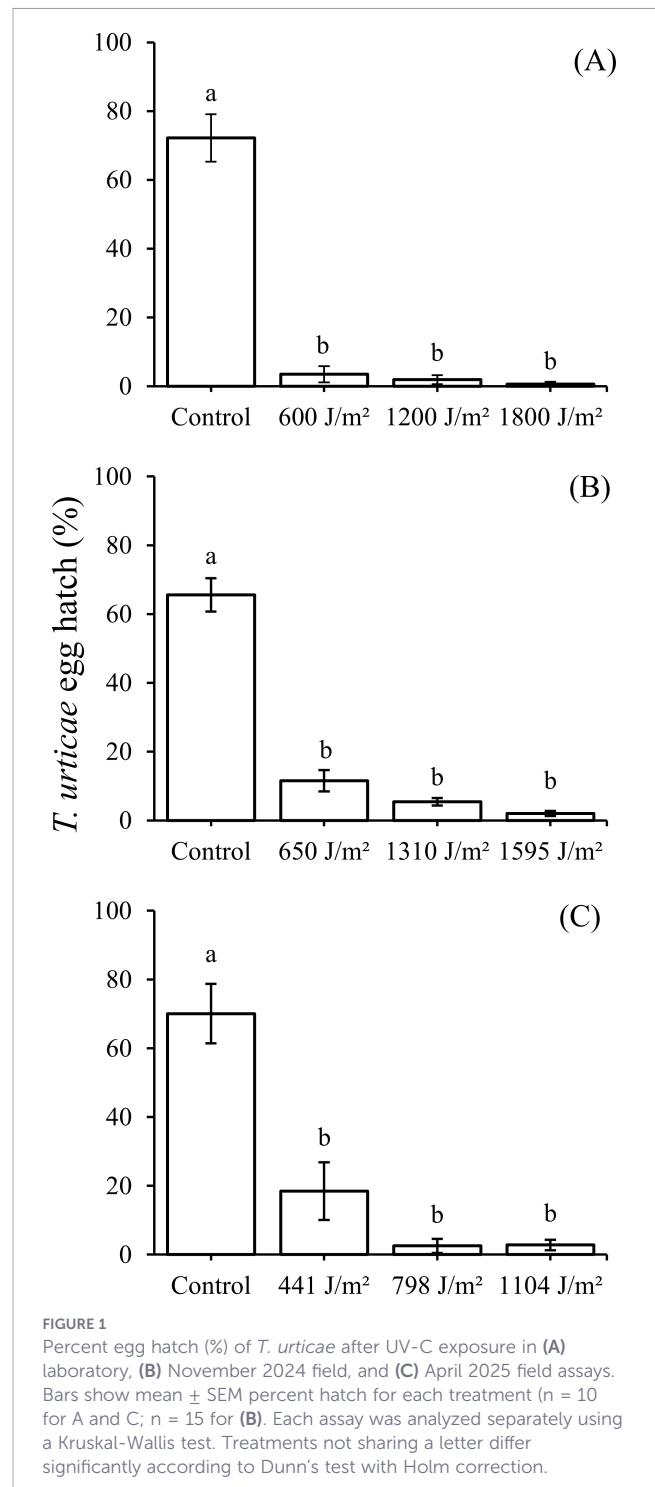 (A)
100
80
60
40
20
0
a
b
b
b
Control 600 J/m² 1200 J/m² 1800 J/m²
T. urticae egg hatch (%)
(B)
100
80
60
40
20
0
a
b
b
b
Control 650 J/m² 1310 J/m² 1595 J/m²
(C)
100
80
60
40
20
0
a
b
b
b
Control 441 J/m² 798 J/m² 1104 J/m²
FIGURE 1
Percent egg hatch (%) of T. urticae after UV-C exposure in (A)
laboratory, (B) November 2024 field, and (C) April 2025 field assays.
Bars show mean ± SEM percent hatch for each treatment (n = 10
for A and C; n = 15 for (B). Each assay was analyzed separately using
a Kruskal-Wallis test. Treatments not sharing a letter differ
significantly according to Dunn’s test with Holm correction.